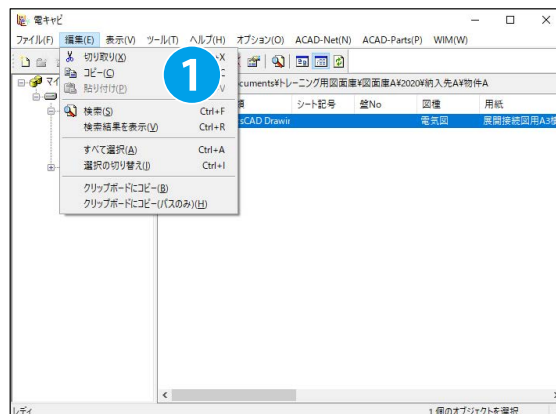 電キャビ
ファイル(F) 編集(E) 表示(V) ツール(T) ヘルプ(H) オプション(O) ACAD-Net(N) ACAD-Parts(P) WIM(W)
切り取り(X)
コピー(C)
貼り付け(P)
検索(S) Ctrl+F
検索結果を表示(V) Ctrl+R
すべて選択(A) Ctrl+A
選択の切り替え(I) Ctrl+I
クリップボードにコピー(B)
クリップボードにコピー(パスのみ)(H)
1
マイ
cuments¥トレーニング用図面庫¥図面庫A¥2020¥納入先A¥物件A
シート記号 盤No 図種 用紙
sCAD Drawir 電気図 展開接続図用A3横
レディ 1 個のオブジェクトを選択